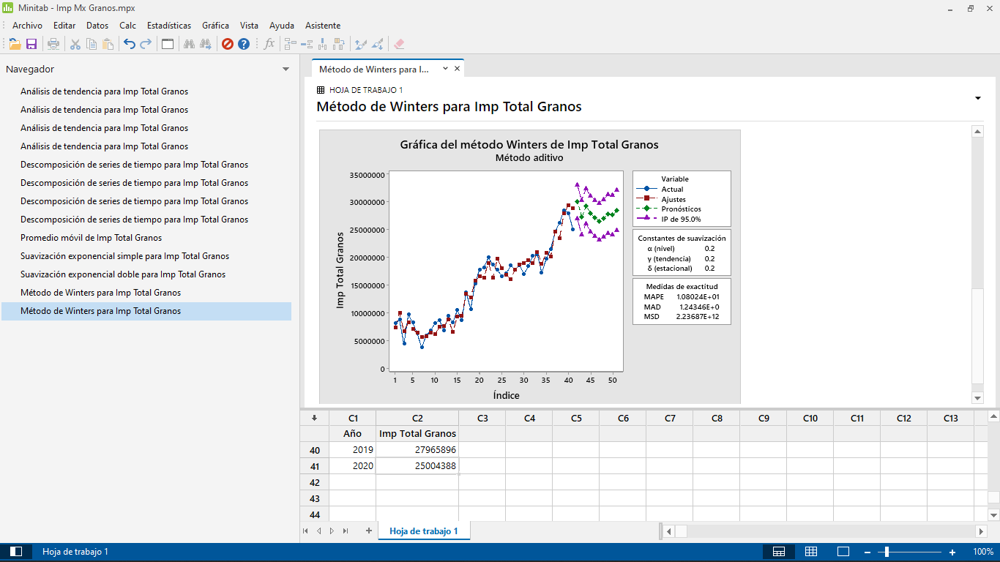 Minitab - Imp Mx Granos.mpx
Archivo Editar Datos Calc Estadísticas Gráfica Vista Ayuda Asistente
Navegador
Análisis de tendencia para Imp Total Granos
Análisis de tendencia para Imp Total Granos
Análisis de tendencia para Imp Total Granos
Análisis de tendencia para Imp Total Granos
Descomposición de series de tiempo para Imp Total Granos
Descomposición de series de tiempo para Imp Total Granos
Descomposición de series de tiempo para Imp Total Granos
Descomposición de series de tiempo para Imp Total Granos
Promedio móvil de Imp Total Granos
Suavización exponencial simple para Imp Total Granos
Suavización exponencial doble para Imp Total Granos
Método de Winters para Imp Total Granos
Método de Winters para Imp Total Granos
Método de Winters para I...
HOJA DE TRABAJO 1
Método de Winters para Imp Total Granos
Gráfica del método Winters de Imp Total Granos
Método aditivo
Imp Total Granos
35000000
30000000
25000000
20000000
15000000
10000000
5000000
0
1 5 10 15 20 25 30 35 40 45 50
Índice
Variable
Actual
Ajustes
Pronósticos
IP de 95.0%
Constantes de suavización
α (nivel) 0.2
γ (tendencia) 0.2
δ (estacional) 0.2
Medidas de exactitud
MAPE 1.08024E+01
MAD 1.24346E+0
MSD 2.23687E+12
C1 C2 C3 C4 C5 C6 C7 C8 C9 C10 C11 C12 C13
Año Imp Total Granos
40 2019 27965896
41 2020 25004388
42
43
44
Hoja de trabajo 1
Hoja de trabajo 1
100%